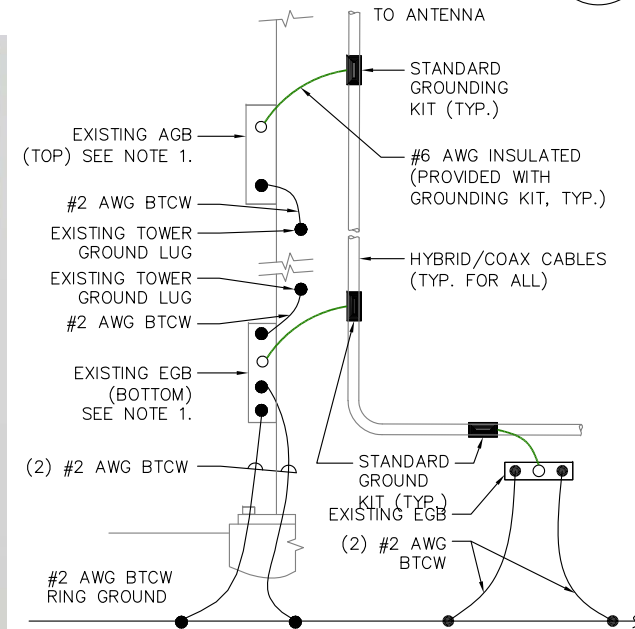 TO ANTENNA
STANDARD
GROUNDING
KIT (TYP.)
EXISTING AGB
(TOP) SEE NOTE 1.
#6 AWG INSULATED
(PROVIDED WITH
GROUNDING KIT, TYP.)
#2 AWG BTCW
EXISTING TOWER
GROUND LUG
HYBRID/COAX CABLES
(TYP. FOR ALL)
EXISTING TOWER
GROUND LUG
#2 AWG BTCW
EXISTING EGB
(BOTTOM)
SEE NOTE 1.
(2) #2 AWG BTCW
STANDARD
GROUND
KIT (TYP.)
EXISTING EGB
(2) #2 AWG
BTCW
#2 AWG BTCW
RING GROUND